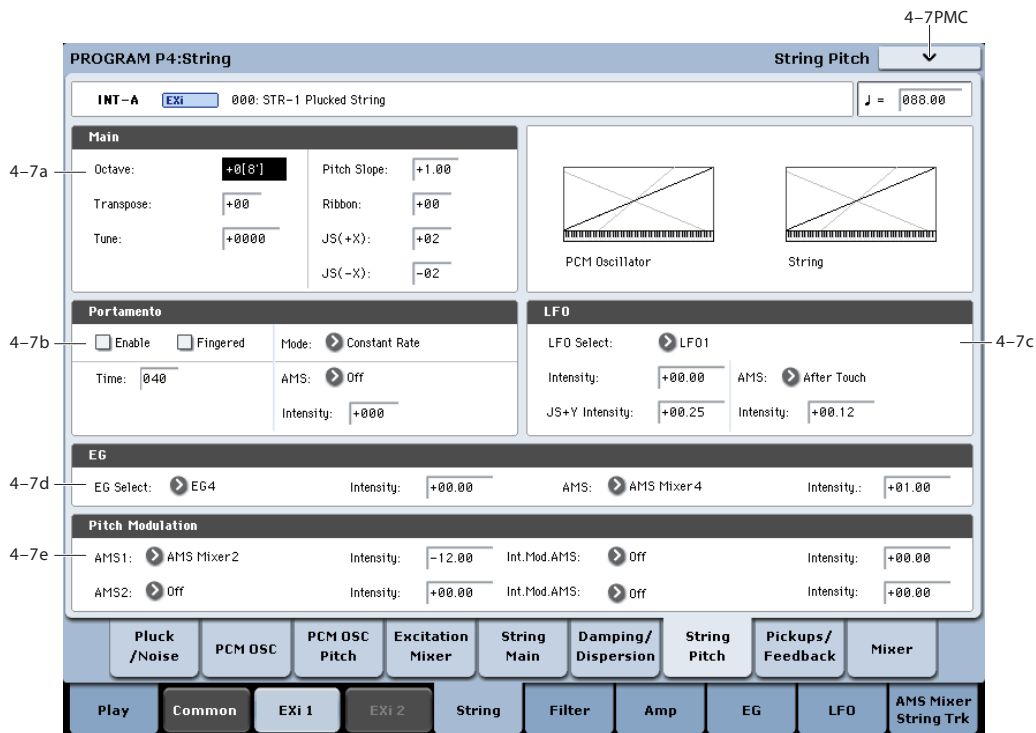 4–7PMC
PROGRAM P4:String
String Pitch
INT-A EXi 000: STR-1 Plucked String
♩ = 088.00
Main
4–7a
Octave: +0[8'] Pitch Slope: +1.00
Transpose: +00 Ribbon: +00
Tune: +0000 JS(+X): +02
JS(-X): -02
PCM Oscillator
String
Portamento
4–7b
Enable Fingered Mode: Constant Rate
Time: 040 AMS: Off
Intensity: +000
LFO
4–7c
LFO Select: LFO1
Intensity: +00.00 AMS: After Touch
JS+Y Intensity: +00.25 Intensity: +00.12
EG
4–7d
EG Select: EG4 Intensity: +00.00 AMS: AMS Mixer4 Intensity.: +01.00
Pitch Modulation
4–7e
AMS1: AMS Mixer2 Intensity: -12.00 Int.Mod.AMS: Off Intensity: +00.00
AMS2: Off Intensity: +00.00 Int.Mod.AMS: Off Intensity: +00.00
Pluck
/Noise
PCM OSC
PCM OSC
Pitch
Excitation
Mixer
String
Main
Damping/
Dispersion
String
Pitch
Pickups/
Feedback
Mixer
Play
Common
EXi 1
EXi 2
String
Filter
Amp
EG
LFO
AMS Mixer
String Trk